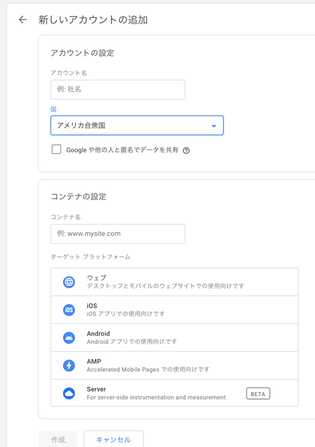 新しいアカウントの追加
アカウントの設定
アカウント名
例: 社名
国
アメリカ合衆国
Google や他の人と匿名でデータを共有
コンテナの設定
コンテナ名
例: www.mysite.com
ターゲット プラットフォーム
ウェブ
デスクトップとモバイルのウェブサイトでの使用向けです
iOS
iOS アプリでの使用向けです
Android
Android アプリでの使用向けです
AMP
Accelerated Mobile Pages での使用向けです
Server
For server-side instrumentation and measurement
BETA
作成
キャンセル